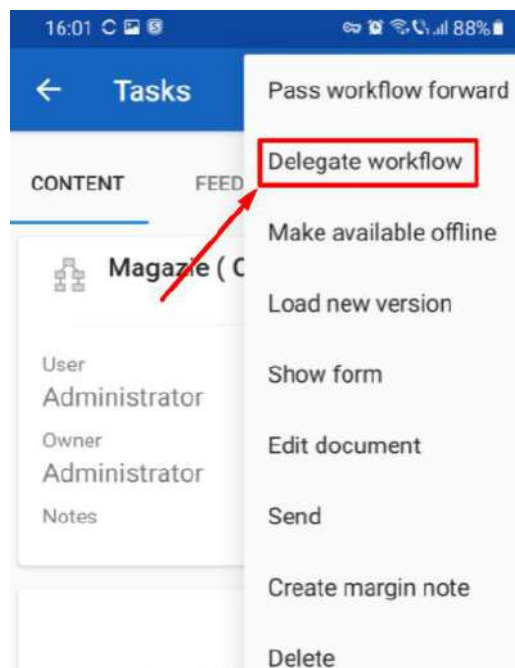 16:01 C 88%
← Tasks
Pass workflow forward
Delegate workflow
CONTENT FEED
Make available offline
Magazie ( C
Load new version
User
Administrator
Show form
Owner
Administrator
Edit document
Notes
Send
Create margin note
Delete